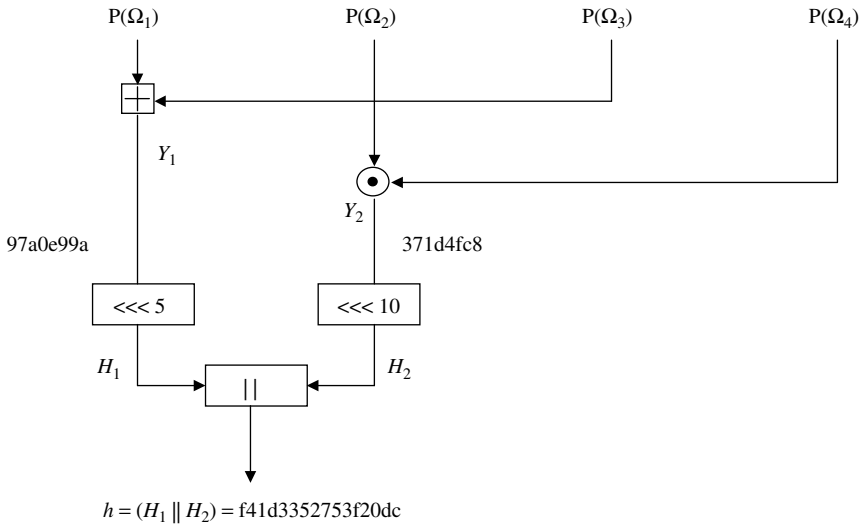 P(Ω₁) P(Ω₂) P(Ω₃) P(Ω₄)
Y₁
Y₂
97a0e99a 371d4fc8
<<< 5 <<< 10
H₁ H₂
||
h = (H₁ || H₂) = f41d3352753f20dc